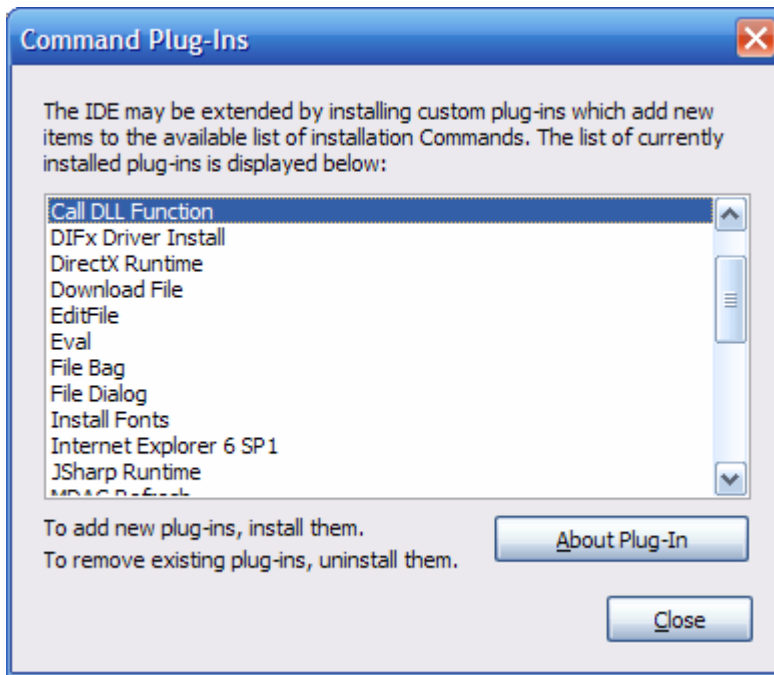 Command Plug-Ins
The IDE may be extended by installing custom plug-ins which add new
items to the available list of installation Commands. The list of currently
installed plug-ins is displayed below:
Call DLL Function
DIFx Driver Install
DirectX Runtime
Download File
EditFile
Eval
File Bag
File Dialog
Install Fonts
Internet Explorer 6 SP1
JSharp Runtime
MDAC Refresh
To add new plug-ins, install them.
To remove existing plug-ins, uninstall them.
About Plug-In
Close